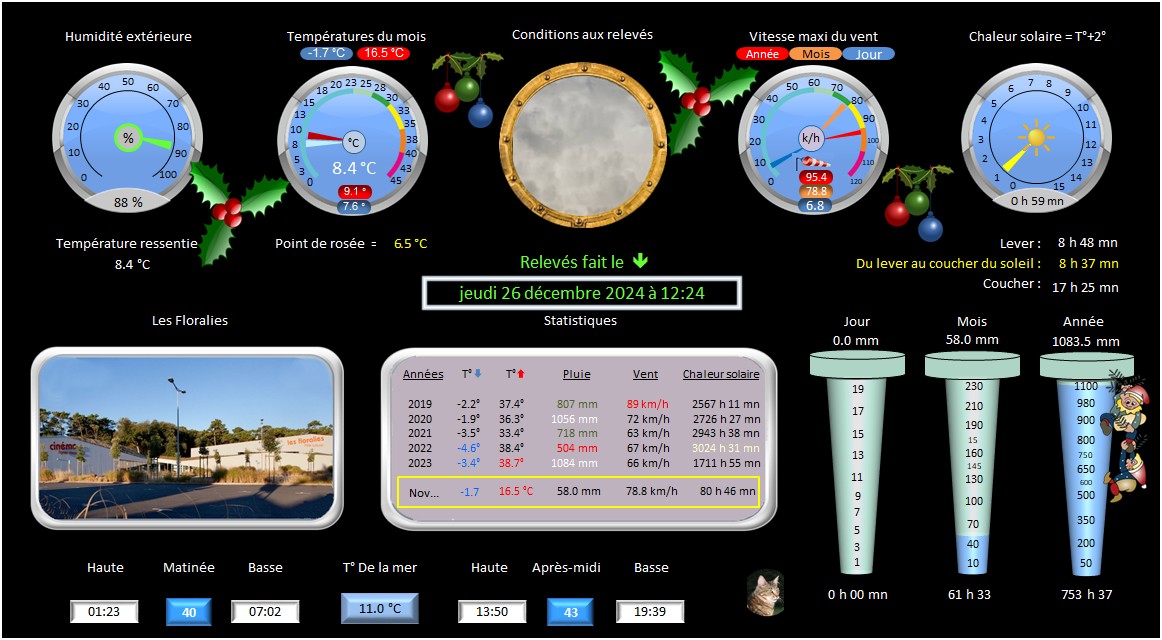 Humidité extérieure
Températures du mois
-1.7 °C 16.5 °C
Conditions aux relevés
Vitesse maxi du vent
Année Mois Jour
Chaleur solaire = T°+2°
0 10 20 30 40 50 60 70 80 90 100
%
88 %
0 3 5 8 10 13 15 18 20 23 25 28 30 33 35 38 40 43 45
°C
8.4 °C
9.1 °
7.6 °
0 10 20 30 40 50 60 70 80 90 100 110 120
k/h
95.4
78.8
6.8
0 1 2 3 4 5 6 7 8 9 10 11 12 13 14 15
0 h 59 mn
Température ressentie
8.4 °C
Point de rosée = 6.5 °C
Lever : 8 h 48 mn
Du lever au coucher du soleil : 8 h 37 mn
Coucher : 17 h 25 mn
Relevés fait le
jeudi 26 décembre 2024 à 12:24
Les Floralies
cinéma
les floralies
Statistiques
Années T° T° Pluie Vent Chaleur solaire
2019 -2.2° 37.4° 807 mm 89 km/h 2567 h 11 mn
2020 -1.9° 36.3° 1056 mm 72 km/h 2726 h 27 mn
2021 -3.5° 33.4° 718 mm 63 km/h 2943 h 38 mn
2022 -4.6° 38.4° 504 mm 67 km/h 3024 h 31 mn
2023 -3.4° 38.7° 1084 mm 66 km/h 1711 h 55 mn
Nov... -1.7 16.5 °C 58.0 mm 78.8 km/h 80 h 46 mn
Jour
0.0 mm
19
17
15
13
11
9
7
5
3
1
0 h 00 mn
Mois
58.0 mm
230
210
190
15
160
145
130
100
70
40
10
61 h 33
Année
1083.5 mm
1100
980
900
800
750
650
600
500
350
200
50
753 h 37
Haute Matinée Basse T° De la mer Haute Après-midi Basse
01:23 40 07:02 11.0 °C 13:50 43 19:39